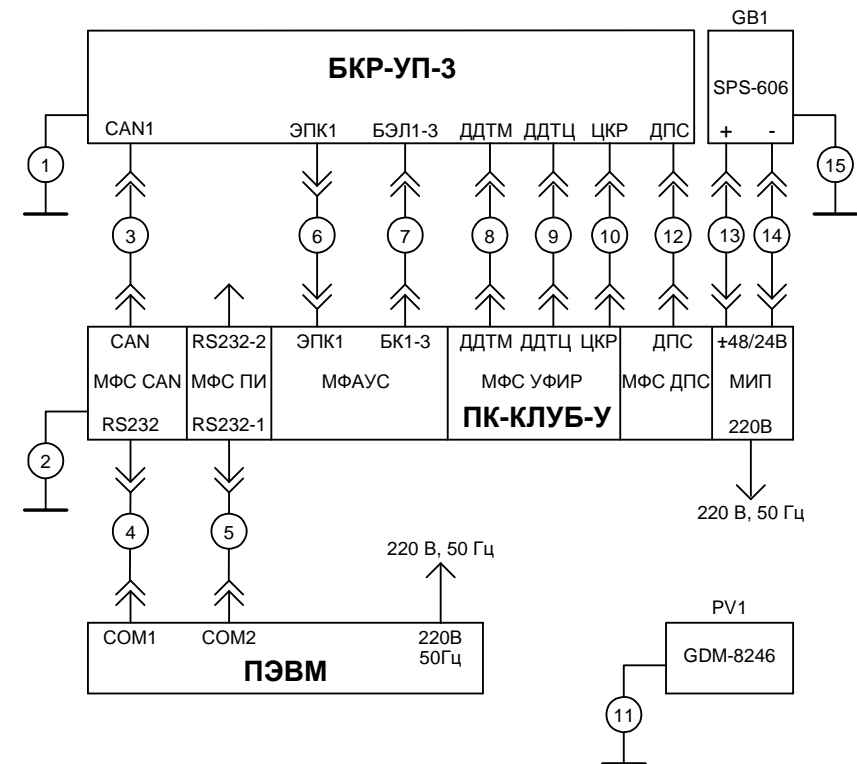 GB1
БКР-УП-3
SPS-606
CAN1 ЭПК1 БЭЛ1-3 ДДТМ ДДТЦ ЦКР ДПС + -
1 15
3 6 7 8 9 10 12 13 14
CAN RS232-2 ЭПК1 БК1-3 ДДТМ ДДТЦ ЦКР ДПС +48/24В
МФС CAN МФС ПИ МФАУС МФС УФИР МФС ДПС МИП
RS232 RS232-1 ПК-КЛУБ-У 220В
2
220 В, 50 Гц
4 5
220 В, 50 Гц
PV1
COM1 COM2 220В
50Гц
GDM-8246
ПЭВМ
11